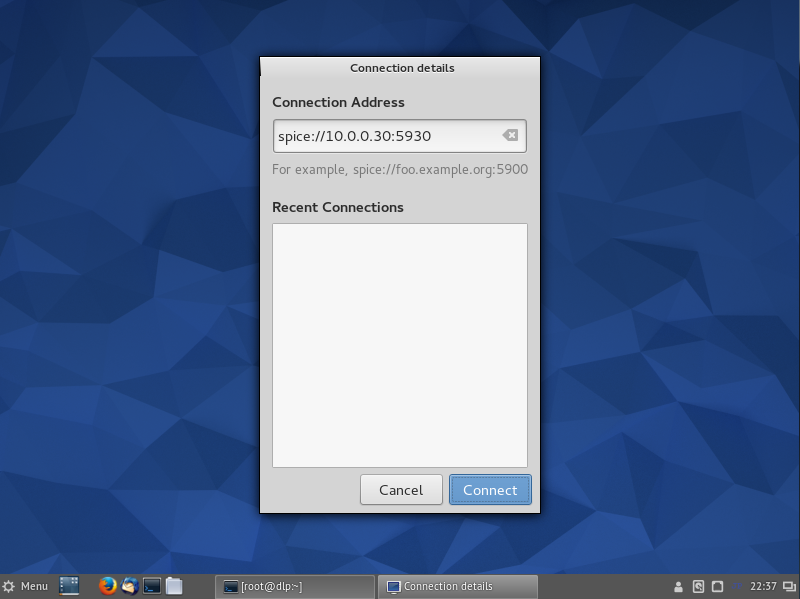 Connection details
Connection Address
spice://10.0.0.30:5930
For example, spice://foo.example.org:5900
Recent Connections
Cancel
Connect
Menu
[root@dlp:~]
Connection details
22:37